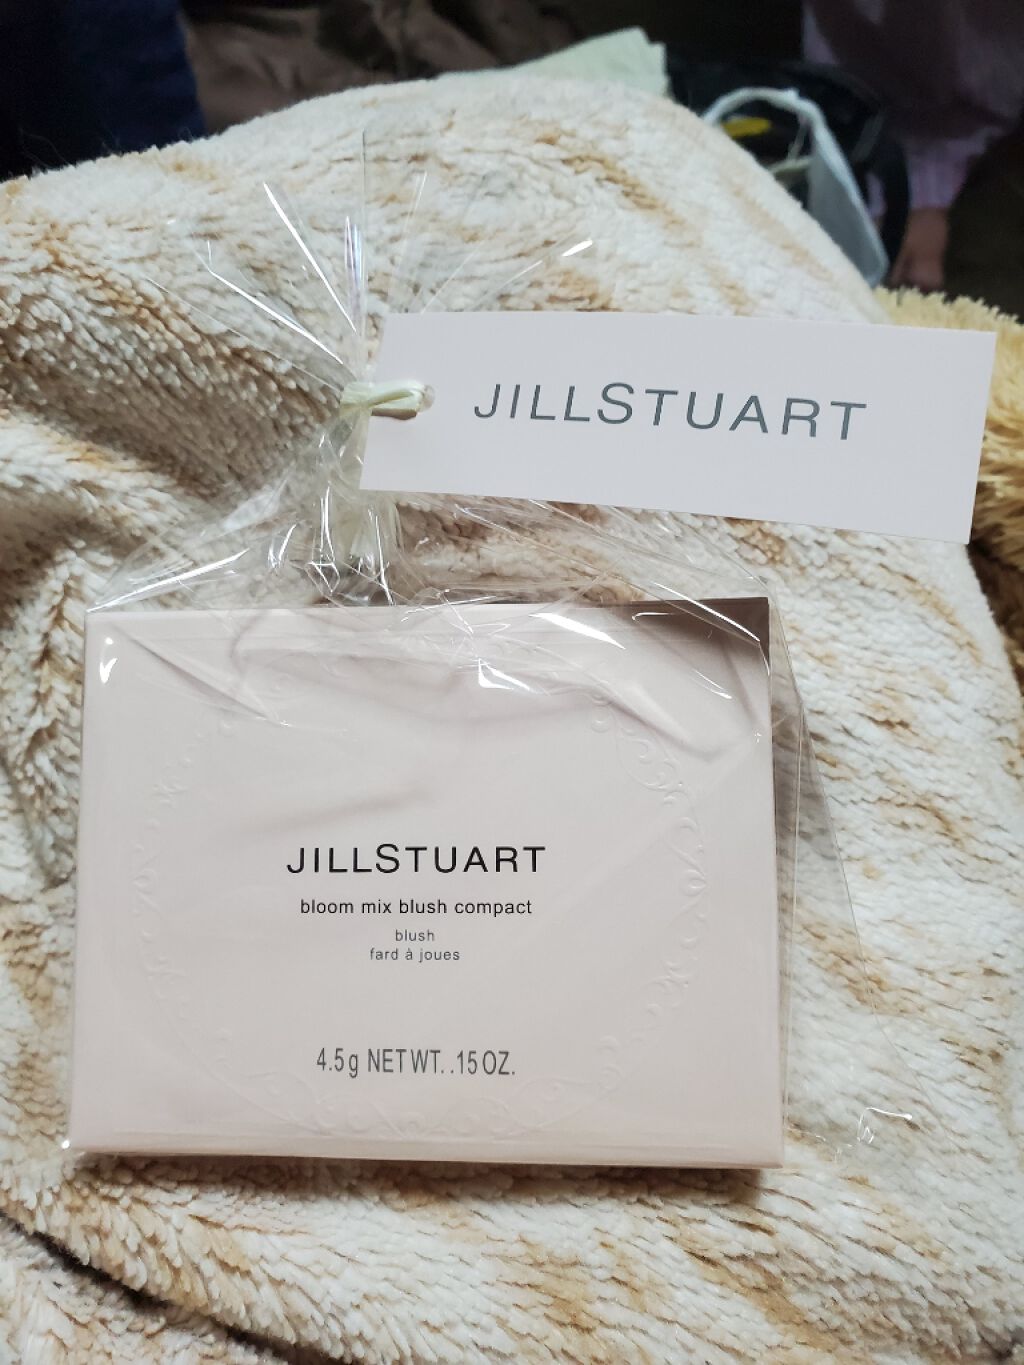 JILLSTUART
JILLSTUART
bloom mix blush compact
blush
fard à joues
4.5g NET WT. .15 OZ.